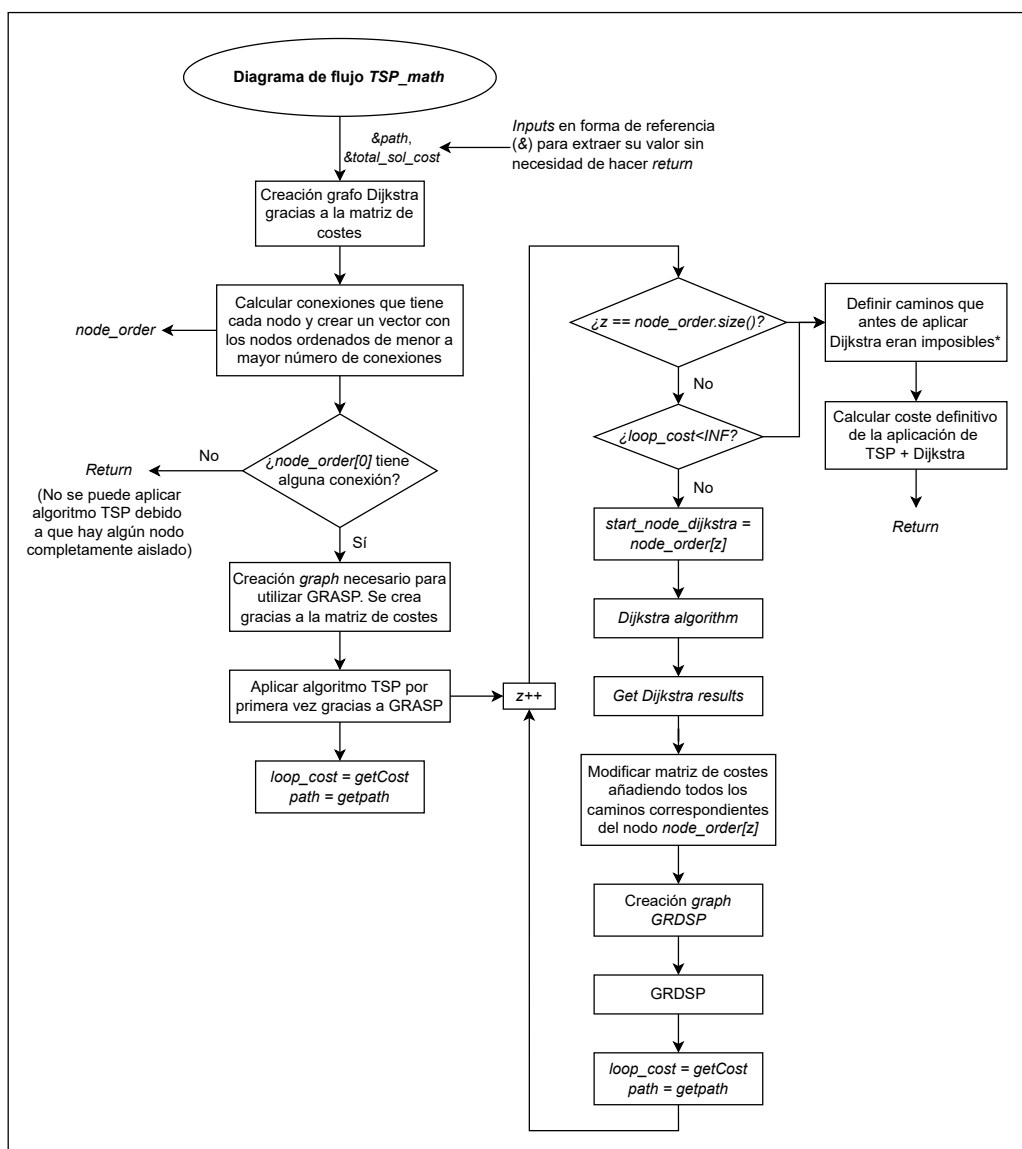 Diagrama de flujo TSP_math
&path,
&total_sol_cost
Inputs en forma de referencia
(&) para extraer su valor sin
necesidad de hacer return
Creación grafo Dijkstra
gracias a la matriz de
costes
Calcular conexiones que tiene
cada nodo y crear un vector con
los nodos ordenados de menor a
mayor número de conexiones
node_order
¿node_order[0] tiene
alguna conexión?
No
Return
(No se puede aplicar
algoritmo TSP debido
a que hay algún nodo
completamente aislado)
Sí
Creación graph necesario para
utilizar GRASP. Se crea
gracias a la matriz de costes
Aplicar algoritmo TSP por
primera vez gracias a GRASP
loop_cost = getCost
path = getpath
z++
¿z == node_order.size()?
No
¿loop_cost<INF?
No
start_node_dijkstra =
node_order[z]
Dijkstra algorithm
Get Dijkstra results
Modificar matriz de costes
añadiendo todos los
caminos correspondientes
del nodo node_order[z]
Creación graph
GRDSP
GRDSP
loop_cost = getCost
path = getpath
Definir caminos que
antes de aplicar
Dijkstra eran imposibles*
Calcular coste definitivo
de la aplicación de
TSP + Dijkstra
Return